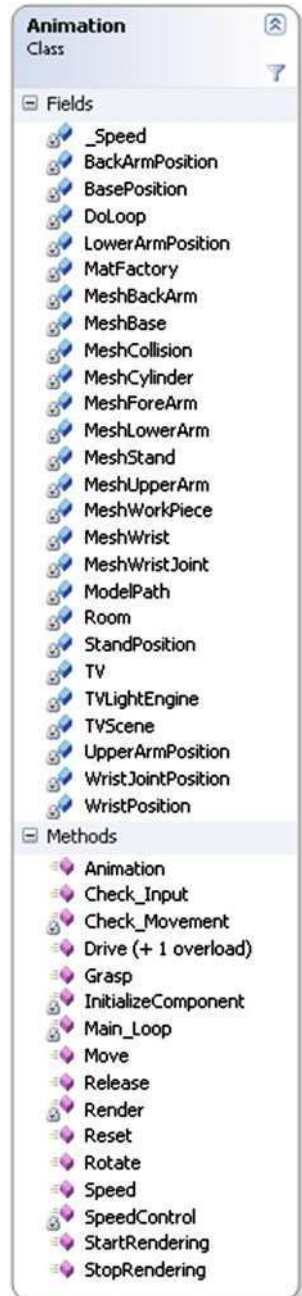 Animation
Class
Fields
_Speed
BackArmPosition
BasePosition
DoLoop
LowerArmPosition
MatFactory
MeshBackArm
MeshBase
MeshCollision
MeshCylinder
MeshForeArm
MeshLowerArm
MeshStand
MeshUpperArm
MeshWorkPiece
MeshWrist
MeshWristJoint
ModelPath
Room
StandPosition
TV
TVLightEngine
TVScene
UpperArmPosition
WristJointPosition
WristPosition
Methods
Animation
Check_Input
Check_Movement
Drive (+ 1 overload)
Grasp
InitializeComponent
Main_Loop
Move
Release
Render
Reset
Rotate
Speed
SpeedControl
StartRendering
StopRendering